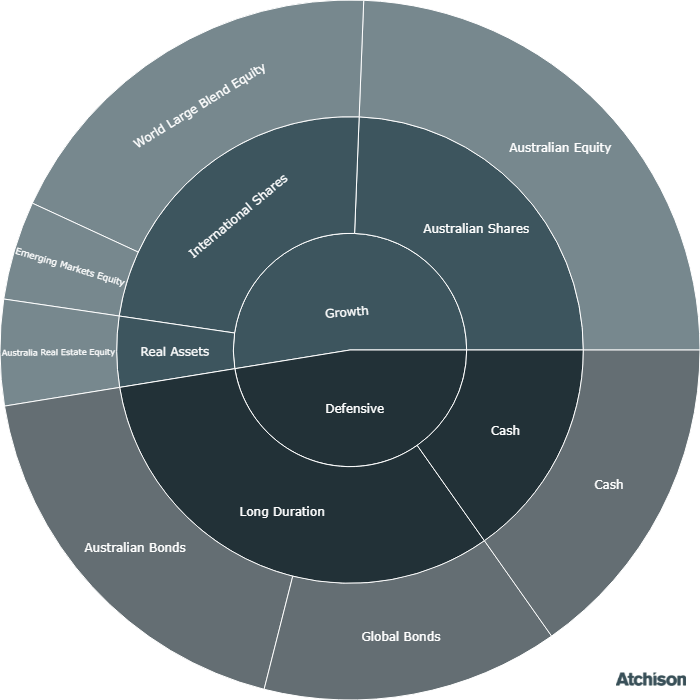 World Large Blend Equity
Australian Equity
International Shares
Australian Shares
Emerging Markets Equity
Growth
Australia Real Estate Equity
Real Assets
Defensive
Cash
Cash
Long Duration
Australian Bonds
Global Bonds
Atchison